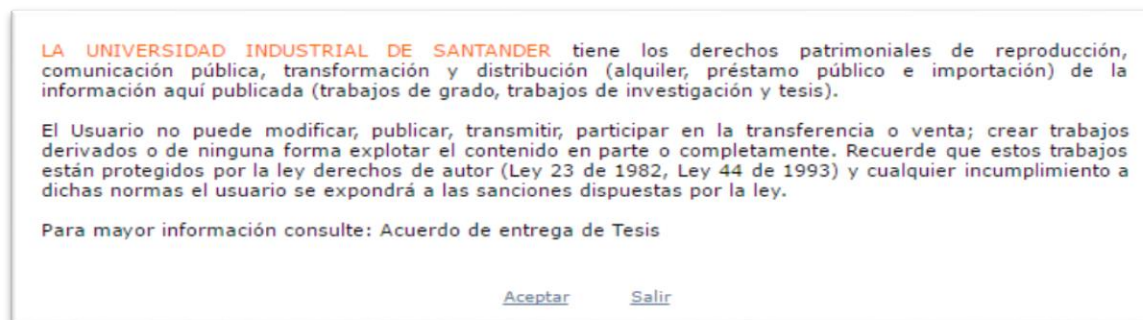 LA UNIVERSIDAD INDUSTRIAL DE SANTANDER tiene los derechos patrimoniales de reproducción,
comunicación pública, transformación y distribución (alquiler, préstamo público e importación) de la
información aquí publicada (trabajos de grado, trabajos de investigación y tesis).
El Usuario no puede modificar, publicar, transmitir, participar en la transferencia o venta; crear trabajos
derivados o de ninguna forma explotar el contenido en parte o completamente. Recuerde que estos trabajos
están protegidos por la ley derechos de autor (Ley 23 de 1982, Ley 44 de 1993) y cualquier incumplimiento a
dichas normas el usuario se expondrá a las sanciones dispuestas por la ley.
Para mayor información consulte: Acuerdo de entrega de Tesis
Aceptar Salir